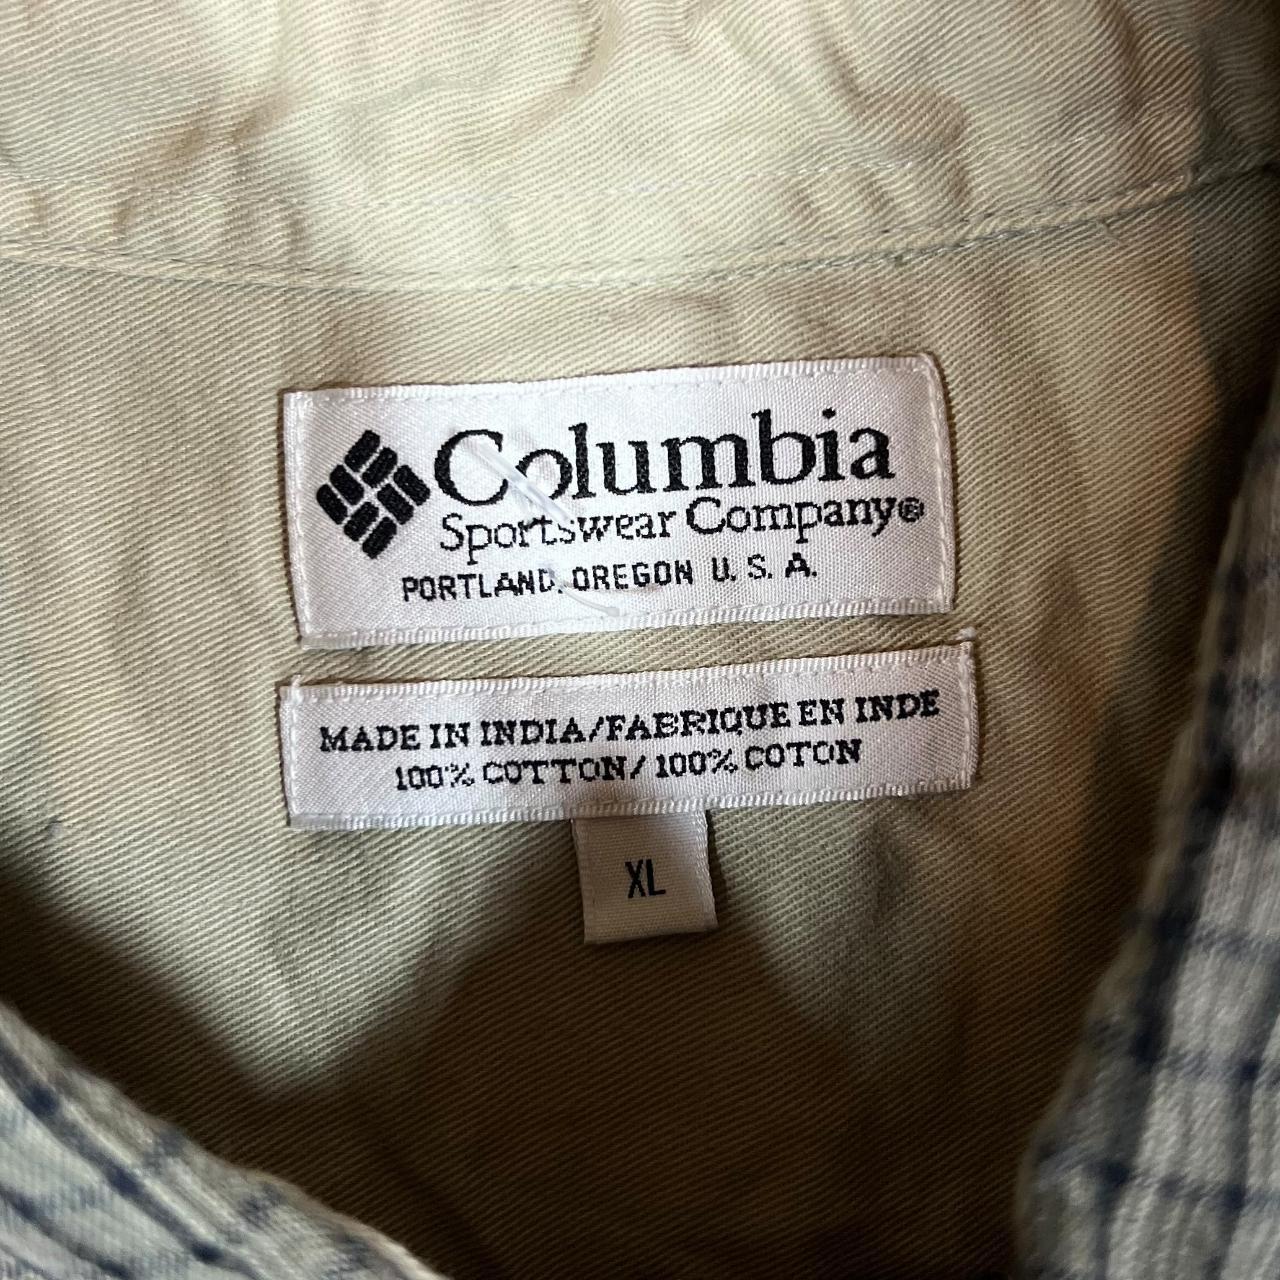 Columbia
Sportswear Company®
PORTLAND, OREGON U.S.A.
MADE IN INDIA/FABRIQUE EN INDE
100% COTTON/100% COTON
XL